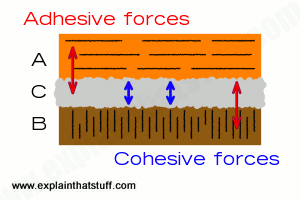 Adhesive forces
A
C
B
Cohesive forces
www.explainthatstuff.com